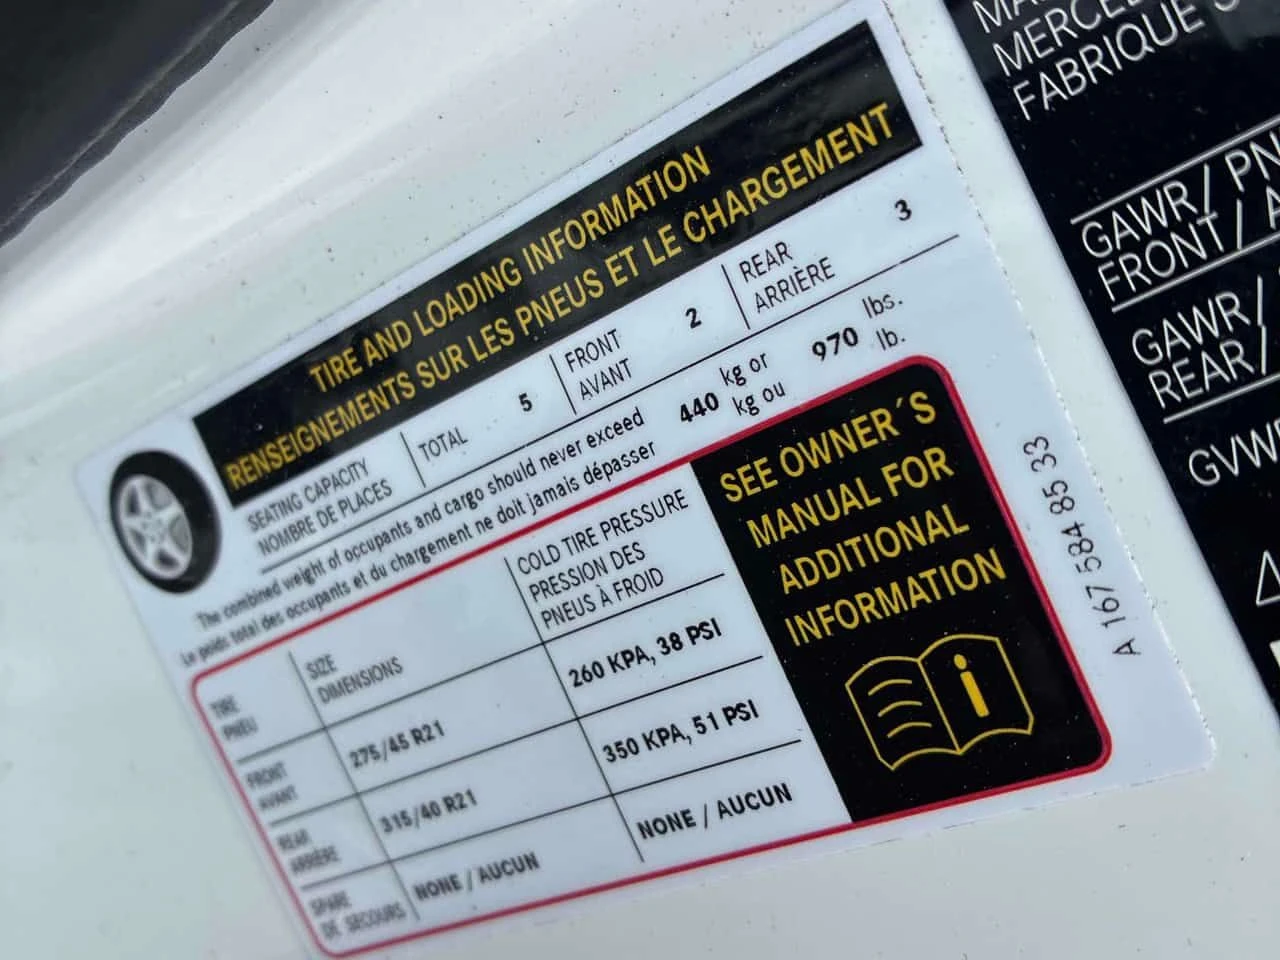 TIRE AND LOADING INFORMATION
RENSEIGNEMENTS SUR LES PNEUS ET LE CHARGEMENT
SEATING CAPACITY
NOMBRE DE PLACES
TOTAL 5
FRONT
AVANT 2
REAR
ARRIÈRE 3
The combined weight of occupants and cargo should never exceed 440 kg or 970 lbs.
Le poids total des occupants et du chargement ne doit jamais dépasser kg ou lb.
TIRE
PNEU
SIZE
DIMENSIONS
COLD TIRE PRESSURE
PRESSION DES
PNEUS À FROID
FRONT
AVANT
275/45 R21
260 KPA, 38 PSI
REAR
ARRIÈRE
315/40 R21
350 KPA, 51 PSI
SPARE
DE SECOURS
NONE / AUCUN
NONE / AUCUN
SEE OWNER´S
MANUAL FOR
ADDITIONAL
INFORMATION
i
A 167 584 85 33
FABRIQUE
GAWR/ PN
FRONT/
GAWR/
REAR/
GVW